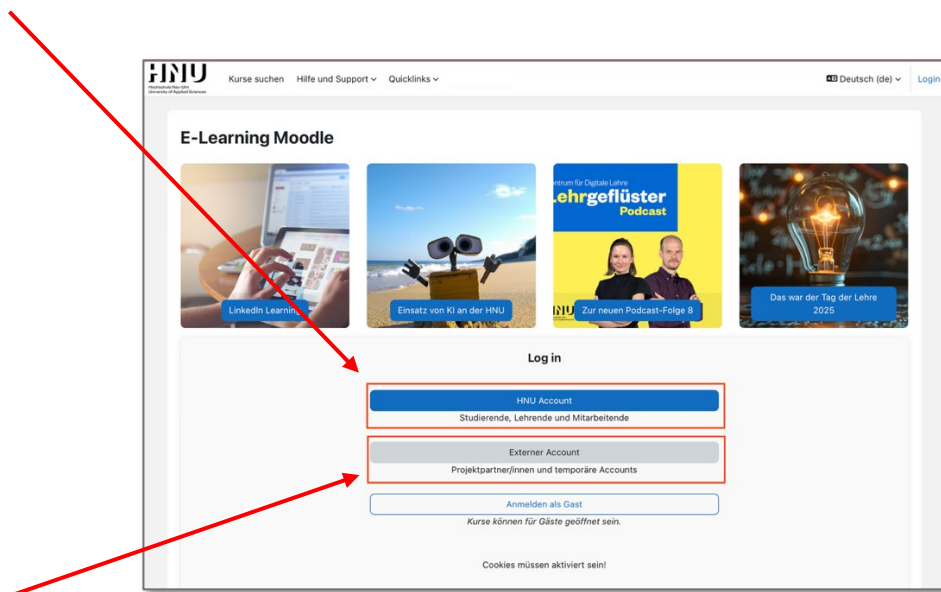 HNU
Hochschule Neu-Ulm
University of Applied Sciences
Kurse suchen Hilfe und Support Quicklinks
Deutsch (de) Login
E-Learning Moodle
LinkedIn Learning
Einsatz von KI an der HNU
entrum für Digitale Lehre
Lehrgeflüster
Podcast
HNU
Zur neuen Podcast-Folge 8
Das war der Tag der Lehre
2025
Log in
HNU Account
Studierende, Lehrende und Mitarbeitende
Externer Account
Projektpartner/innen und temporäre Accounts
Anmelden als Gast
Kurse können für Gäste geöffnet sein.
Cookies müssen aktiviert sein!